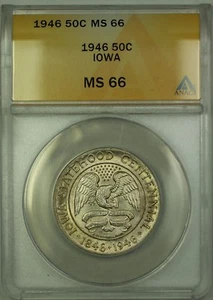 1946 50C MS 66
1946 50C
IOWA
MS 66
ANACS
IOWA STATEHOOD CENTENNIAL
· 1846 - 1946 ·